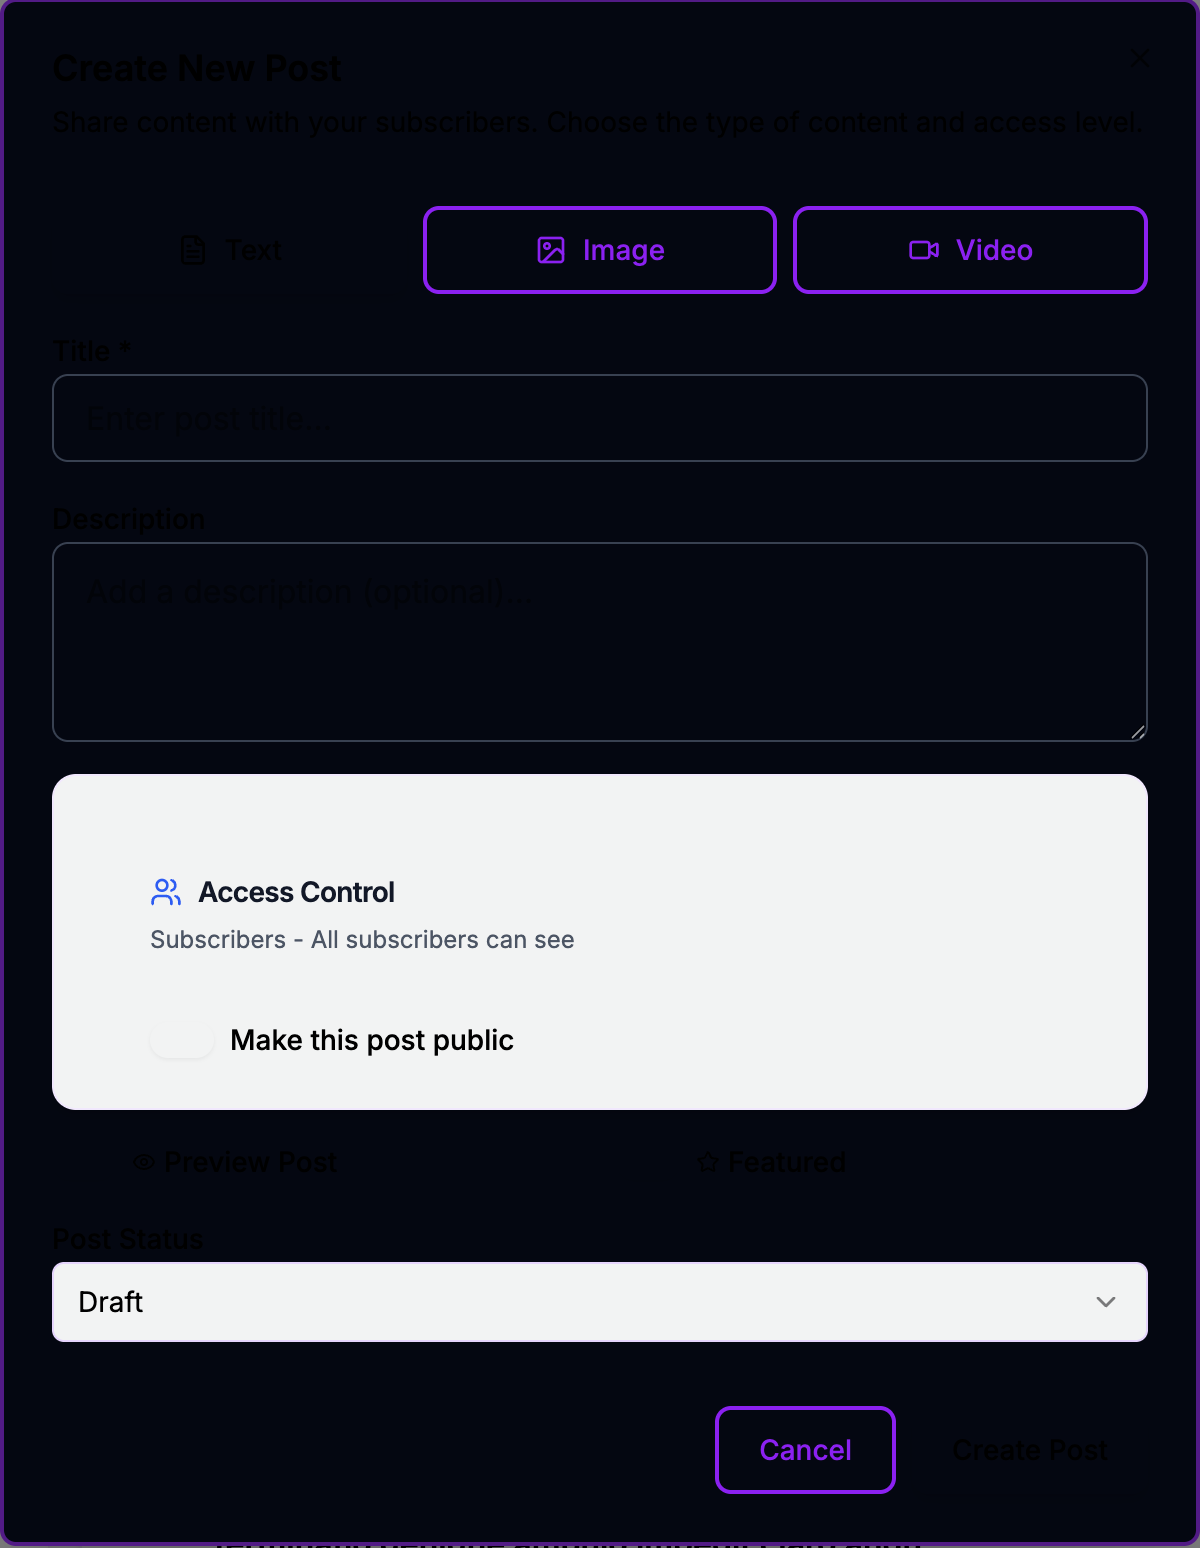 Create New Post
Share content with your subscribers. Choose the type of content and access level.
Text
Image
Video
Title *
Enter post title...
Description
Add a description (optional)...
Access Control
Subscribers - All subscribers can see
Make this post public
Preview Post
Featured
Post Status
Draft
Cancel
Create Post